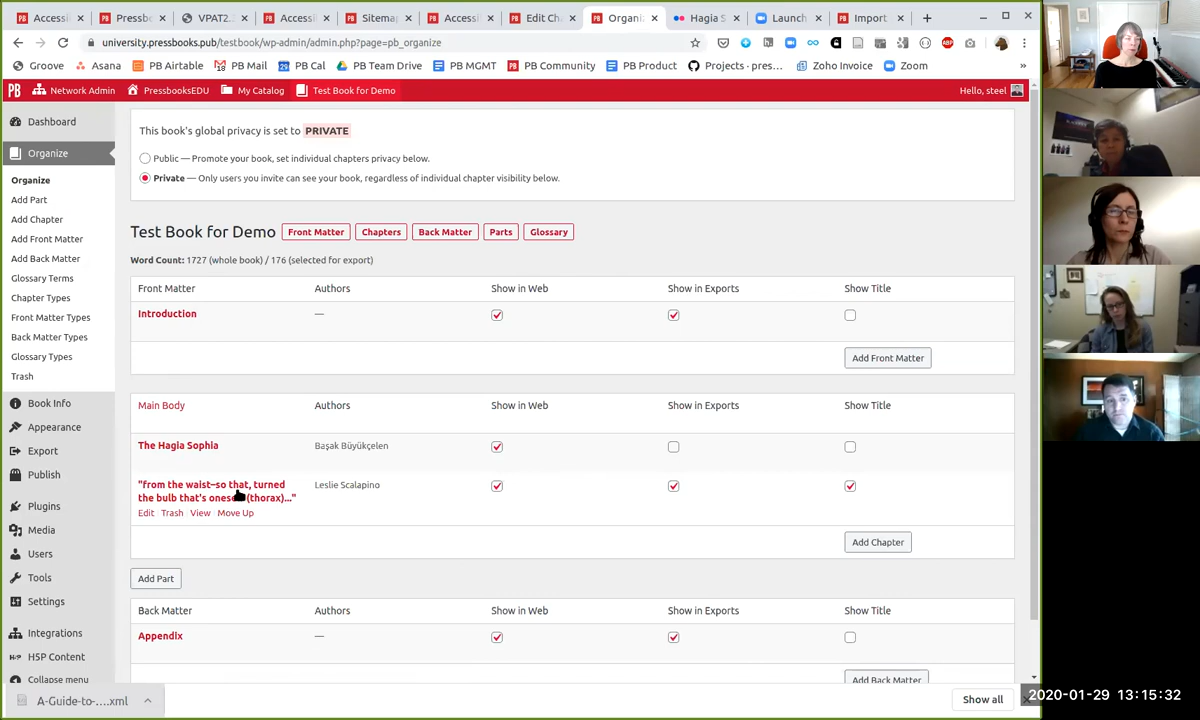 Accessi
Pressb
VPAT2.
Accessi
Sitema
Accessi
Edit Ch
Organi
Hagia S
Launch
Import
university.pressbooks.pub/testbook/wp-admin/admin.php?page=pb_organize
Groove
Asana
PB Airtable
PB Mail
PB Cal
PB Team Drive
PB MGMT
PB Community
PB Product
Projects - pres...
Zoho Invoice
Zoom
»
PB
Network Admin
PressbooksEDU
My Catalog
Test Book for Demo
Hello, steel
Dashboard
Organize
Organize
Add Part
Add Chapter
Add Front Matter
Add Back Matter
Glossary Terms
Chapter Types
Front Matter Types
Back Matter Types
Glossary Types
Trash
Book Info
Appearance
Export
Publish
Plugins
Media
Users
Tools
Settings
Integrations
H5P Content
Collapse menu
This book's global privacy is set to PRIVATE
Public — Promote your book, set individual chapters privacy below.
Private — Only users you invite can see your book, regardless of individual chapter visibility below.
Test Book for Demo
Front Matter
Chapters
Back Matter
Parts
Glossary
Word Count: 1727 (whole book) / 176 (selected for export)
Front Matter Authors Show in Web Show in Exports Show Title
Introduction —
Add Front Matter
Main Body Authors Show in Web Show in Exports Show Title
The Hagia Sophia Başak Büyükçelen
"from the waist–so that, turned Leslie Scalapino
the bulb that's (thorax)..."
Edit Trash View Move Up
Add Chapter
Add Part
Back Matter Authors Show in Web Show in Exports Show Title
Appendix —
Add Back Matter
A-Guide-to-....xml
Show all
2020-01-29 13:15:32